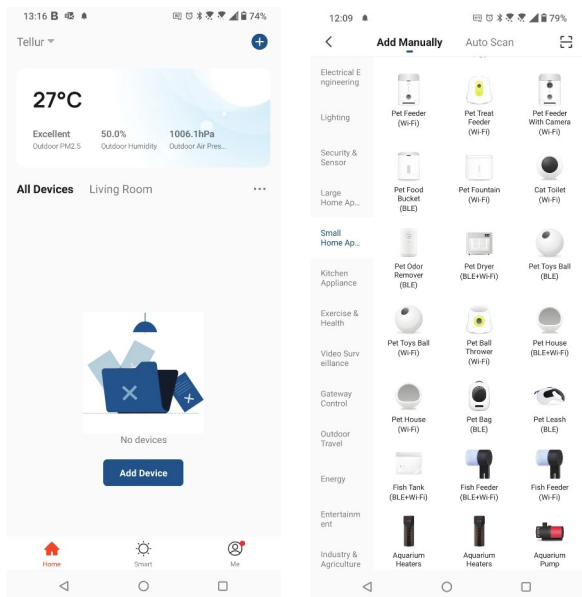 13:16 B
74%
Tellur
27°C
Excellent 50.0% 1006.1hPa
Outdoor PM2.5 Outdoor Humidity Outdoor Air Pres...
All Devices Living Room
No devices
Add Device
Home Smart Me
12:09
79%
Add Manually Auto Scan
Electrical E
ngineering
Lighting
Security &
Sensor
Large
Home Ap...
Small
Home Ap...
Kitchen
Appliance
Exercise &
Health
Video Surv
eillance
Gateway
Control
Outdoor
Travel
Energy
Entertainm
ent
Industry &
Agriculture
Pet Feeder
(Wi-Fi)
Pet Treat
Feeder
(Wi-Fi)
Pet Feeder
With Camera
(Wi-Fi)
Pet Food
Bucket
(BLE)
Pet Fountain
(Wi-Fi)
Cat Toilet
(Wi-Fi)
Pet Odor
Remover
(BLE)
Pet Dryer
(BLE+Wi-Fi)
Pet Toys Ball
(BLE)
Pet Toys Ball
(Wi-Fi)
Pet Ball
Thrower
(Wi-Fi)
Pet House
(BLE+Wi-Fi)
Pet House
(Wi-Fi)
Pet Bag
(BLE)
Pet Leash
(BLE)
Fish Tank
(BLE+Wi-Fi)
Fish Feeder
(BLE+Wi-Fi)
Fish Feeder
(Wi-Fi)
Aquarium
Heaters
Aquarium
Heaters
Aquarium
Pump